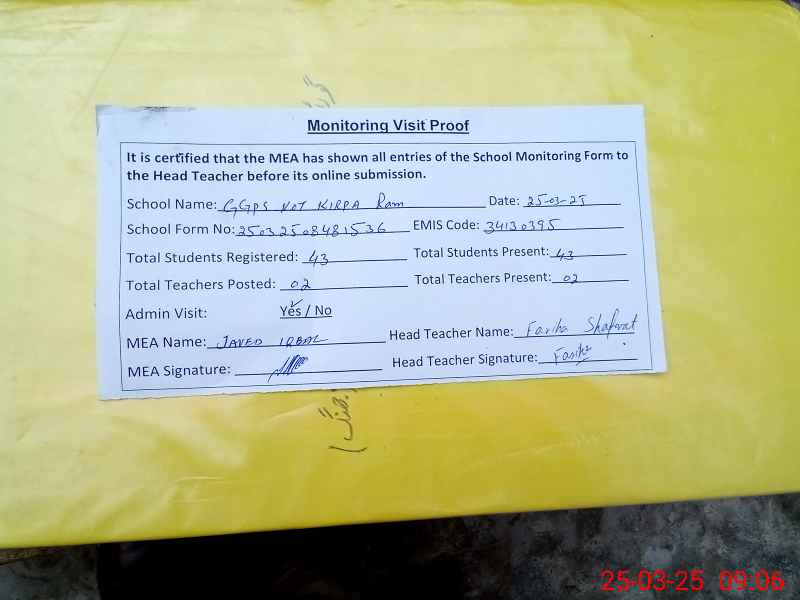 Monitoring Visit Proof
It is certified that the MEA has shown all entries of the School Monitoring Form to
the Head Teacher before its online submission.
School Name: GGPS KOT KIRPA Ram Date: 25-03-25
School Form No: 25032508481536 EMIS Code: 34130395
Total Students Registered: 43 Total Students Present: 43
Total Teachers Posted: 02 Total Teachers Present: 02
Admin Visit: Yes / No
MEA Name: JAVED IQBAL Head Teacher Name: Fariha Shafqat
MEA Signature: Head Teacher Signature: Fariha
25-03-25 09:06